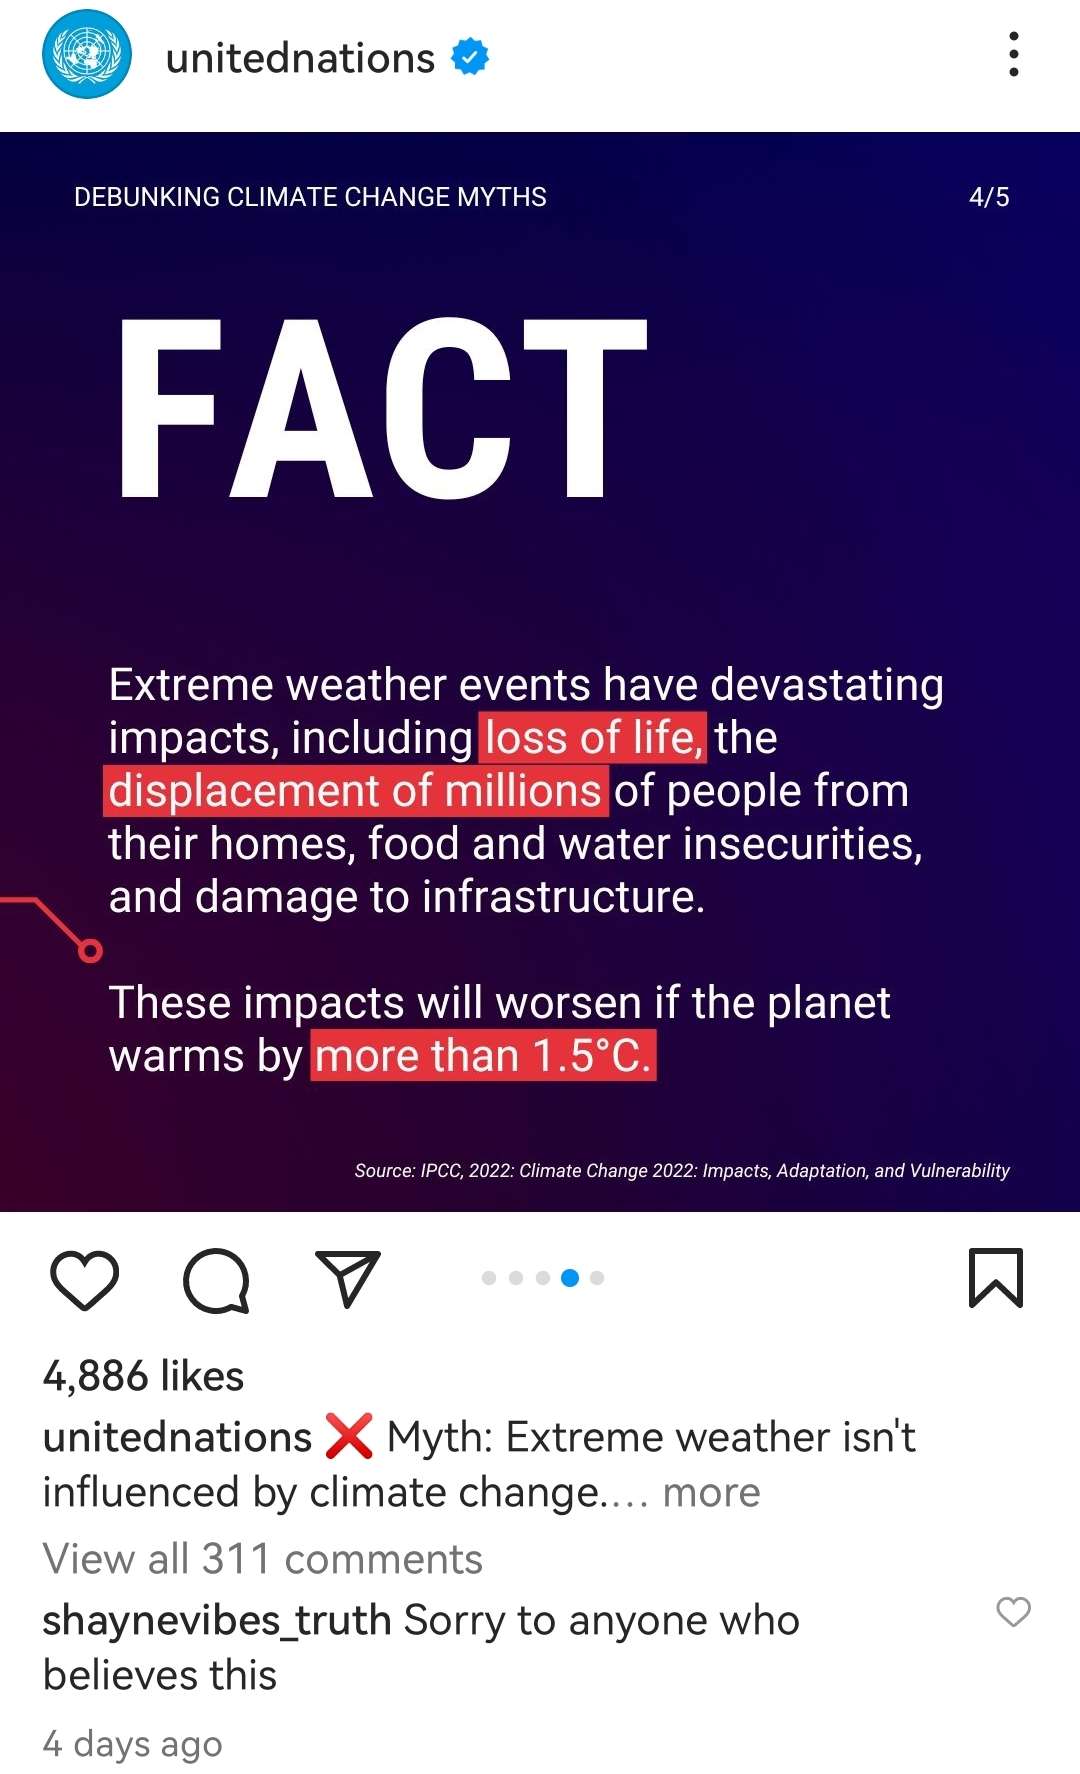 unitednations
DEBUNKING CLIMATE CHANGE MYTHS
4/5
FACT
Extreme weather events have devastating
impacts, including loss of life, the
displacement of millions of people from
their homes, food and water insecurities,
and damage to infrastructure.
These impacts will worsen if the planet
warms by more than 1.5°C.
Source: IPCC, 2022: Climate Change 2022: Impacts, Adaptation, and Vulnerability
4,886 likes
unitednations ❌ Myth: Extreme weather isn't
influenced by climate change.... more
View all 311 comments
shaynevibes_truth Sorry to anyone who
believes this
4 days ago